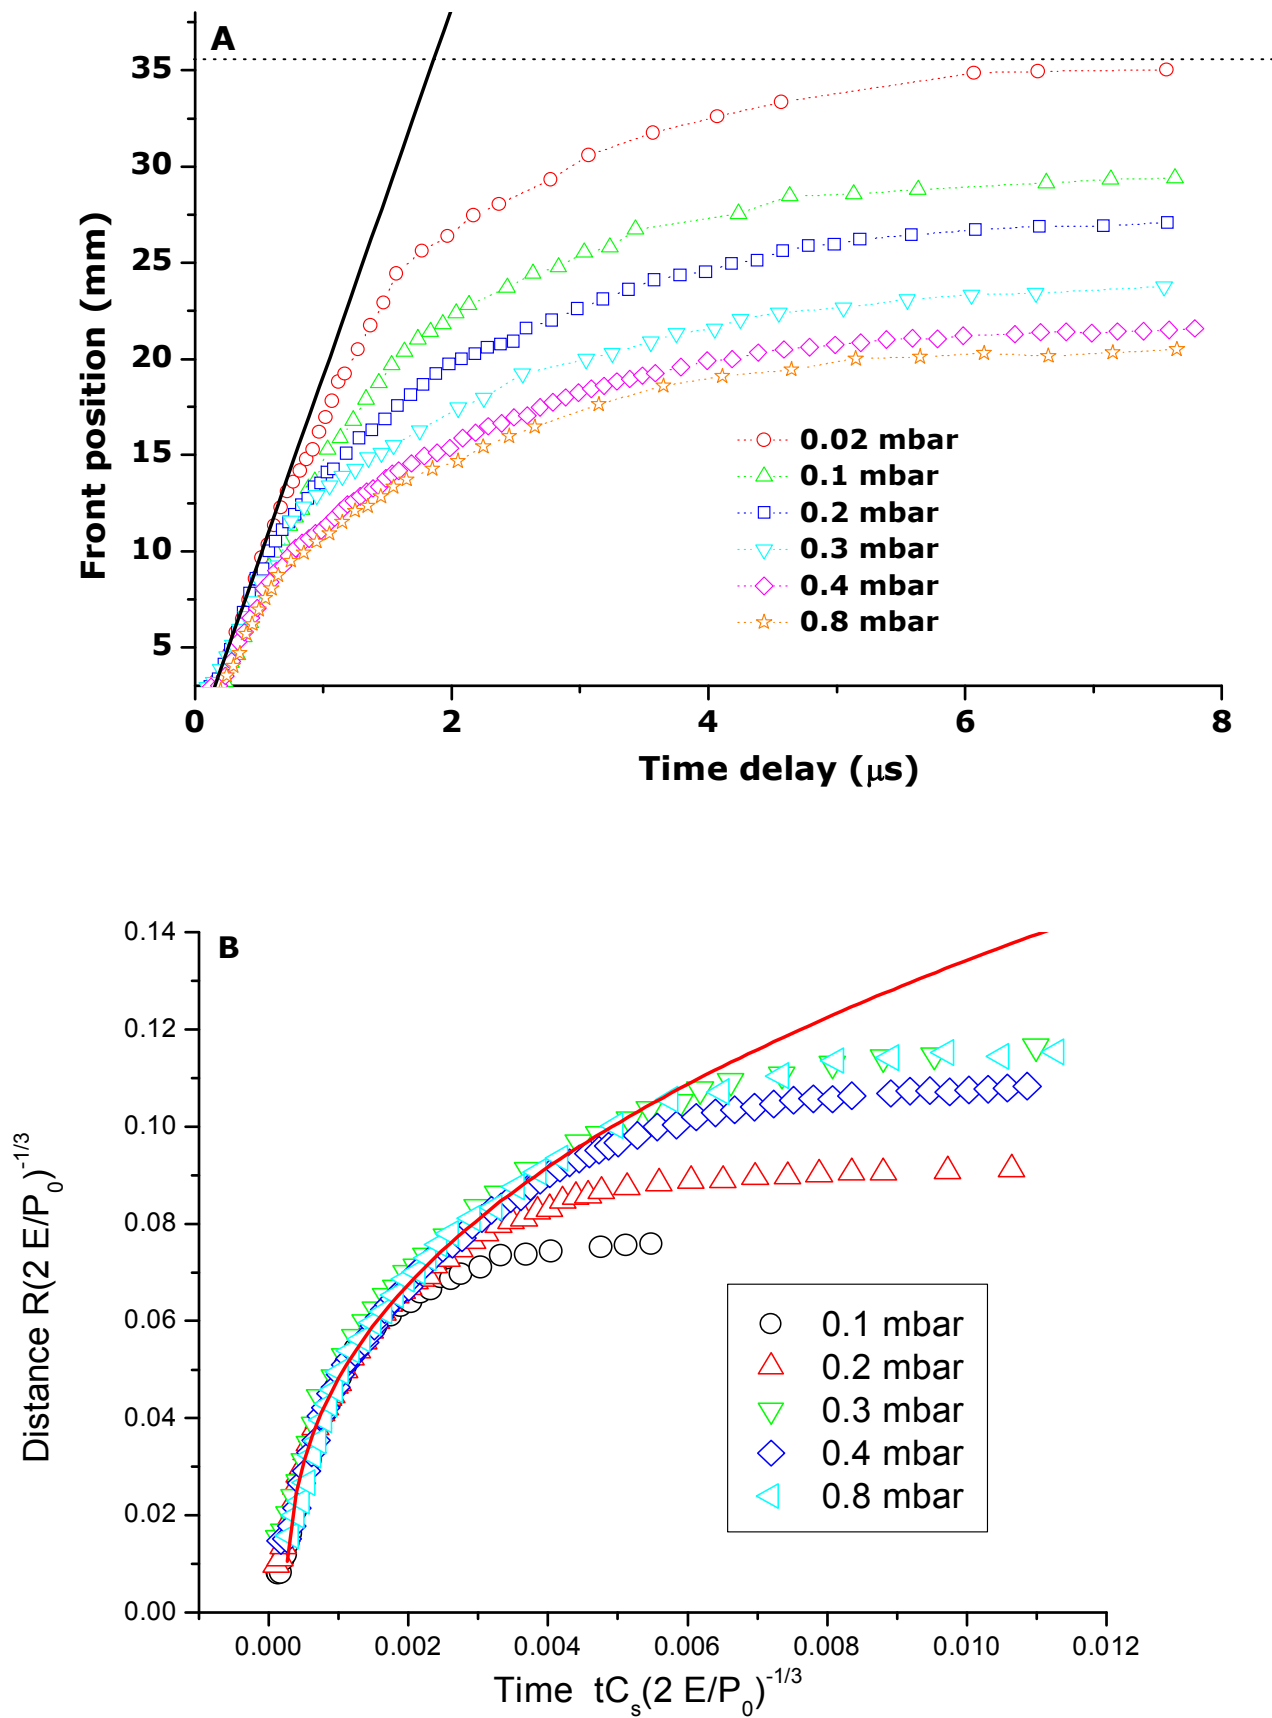 A
35
30
25
20
15
10
5
Front position (mm)
0.02 mbar
0.1 mbar
0.2 mbar
0.3 mbar
0.4 mbar
0.8 mbar
0 2 4 6 8
Time delay (μs)
B
0.14
0.12
0.10
0.08
0.06
0.04
0.02
0.00
Distance R(2 E/P0)-1/3
0.1 mbar
0.2 mbar
0.3 mbar
0.4 mbar
0.8 mbar
0.000 0.002 0.004 0.006 0.008 0.010 0.012
Time tCs(2 E/P0)-1/3